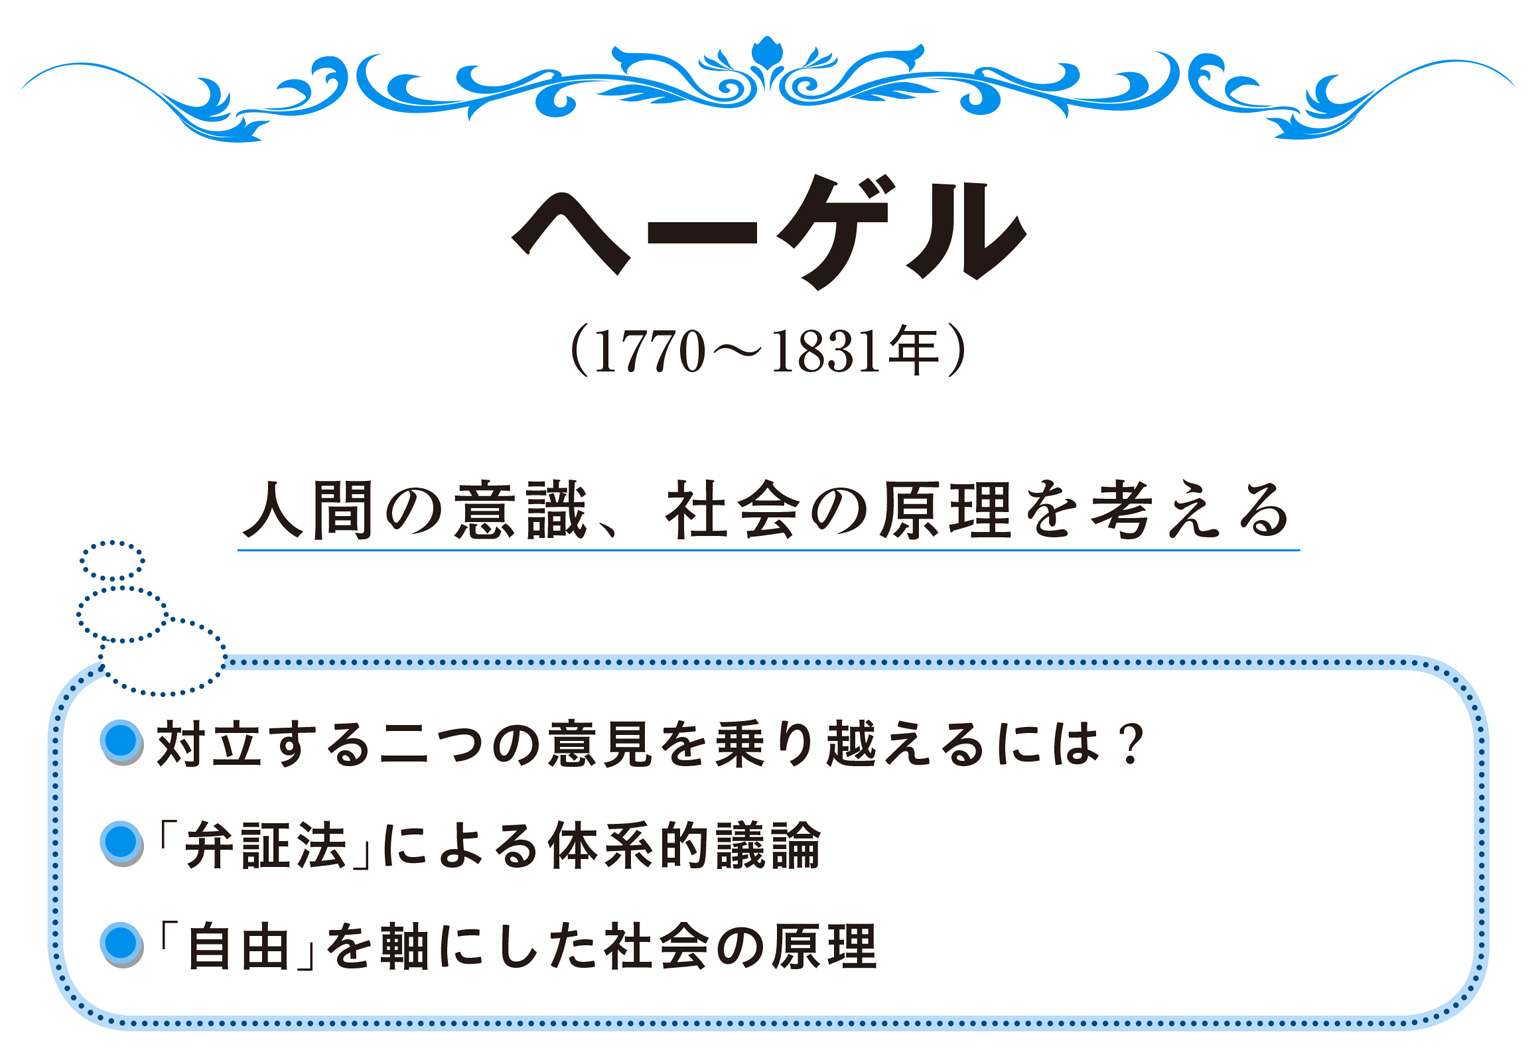 ヘーゲル
（1770～1831年）
人間の意識、社会の原理を考える
対立する二つの意見を乗り越えるには？
「弁証法」による体系的議論
「自由」を軸にした社会の原理